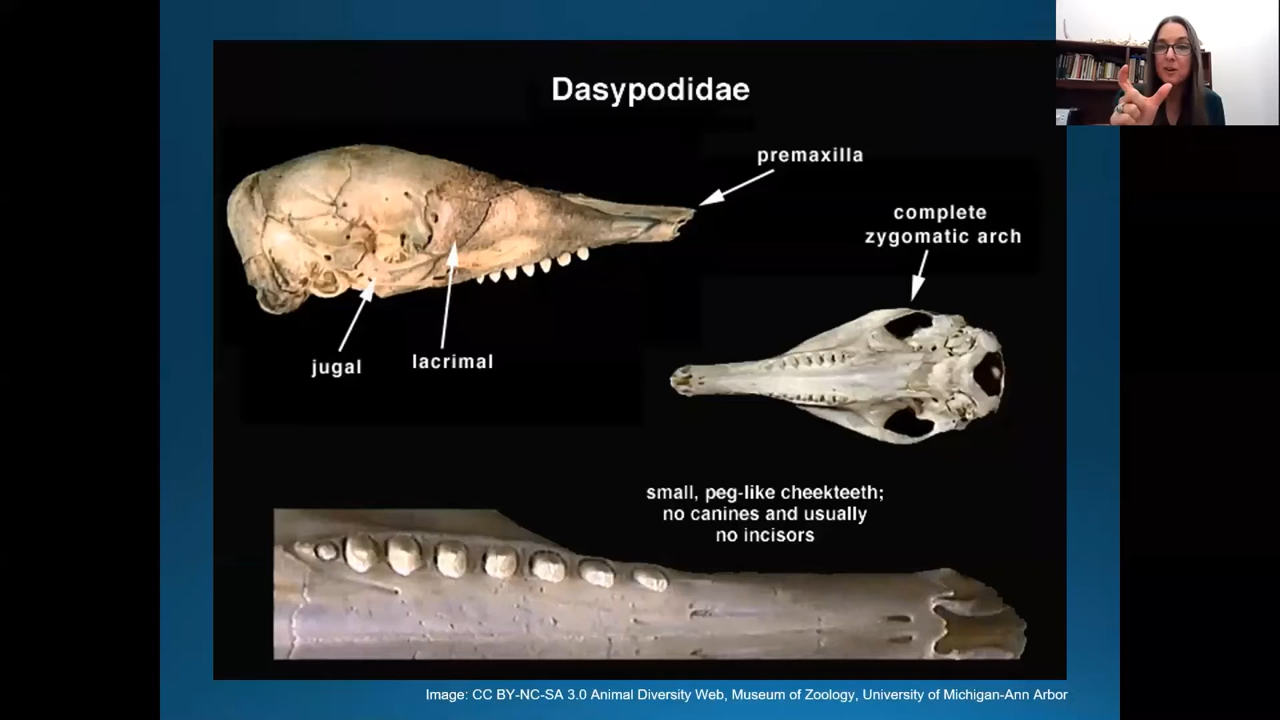 Dasypodidae
premaxilla
complete
zygomatic arch
jugal
lacrimal
small, peg-like cheekteeth;
no canines and usually
no incisors
Image: CC BY-NC-SA 3.0 Animal Diversity Web, Museum of Zoology, University of Michigan-Ann Arbor